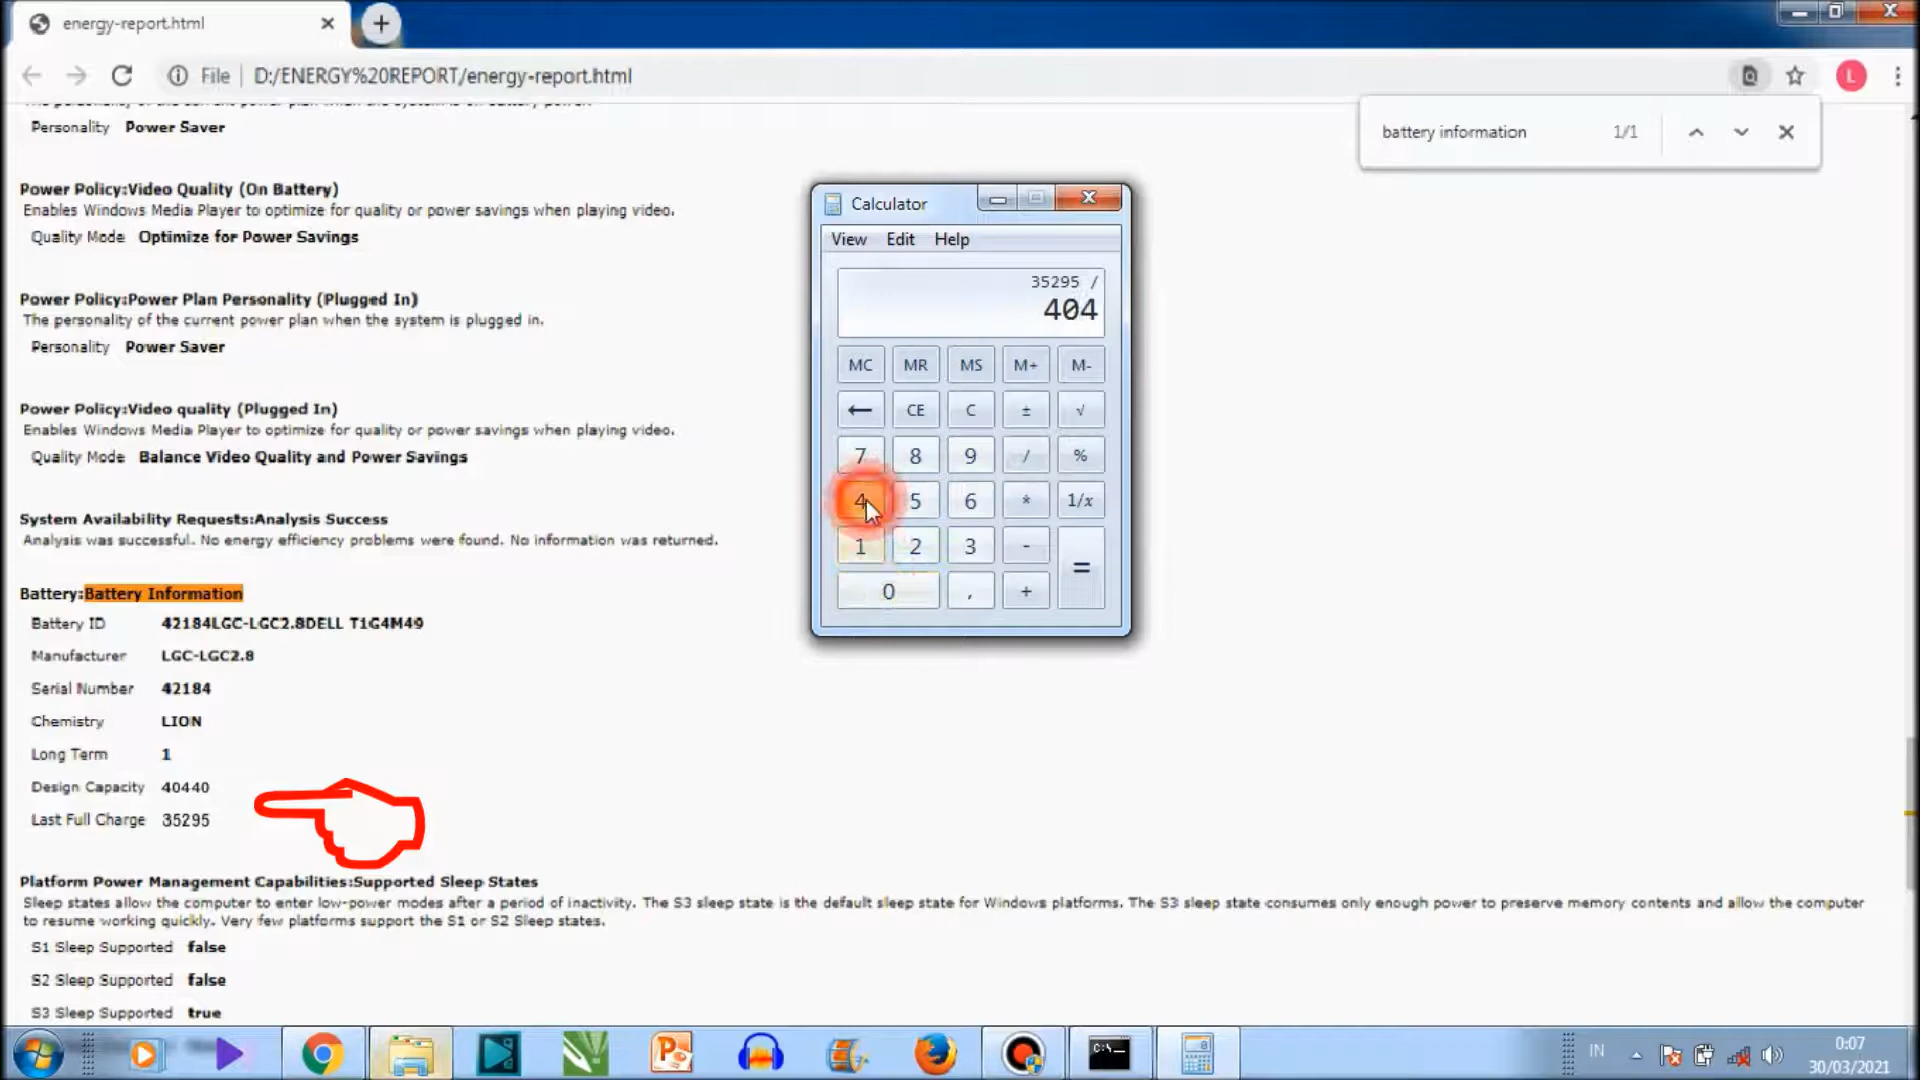 energy-report.html
File
D:/ENERGY%20REPORT/energy-report.html
L
battery information
1/1
Personality Power Saver
Power Policy:Video Quality (On Battery)
Enables Windows Media Player to optimize for quality or power savings when playing video.
Quality Mode Optimize for Power Savings
Power Policy:Power Plan Personality (Plugged In)
The personality of the current power plan when the system is plugged in.
Personality Power Saver
Power Policy:Video quality (Plugged In)
Enables Windows Media Player to optimize for quality or power savings when playing video.
Quality Mode Balance Video Quality and Power Savings
System Availability Requests:Analysis Success
Analysis was successful. No energy efficiency problems were found. No information was returned.
Battery:Battery Information
Battery ID 42184LGC-LGC2.8DELL T1G4M49
Manufacturer LGC-LGC2.8
Serial Number 42184
Chemistry LION
Long Term 1
Design Capacity 40440
Last Full Charge 35295
Platform Power Management Capabilities:Supported Sleep States
Sleep states allow the computer to enter low-power modes after a period of inactivity. The S3 sleep state is the default sleep state for Windows platforms. The S3 sleep state consumes only enough power to preserve memory contents and allow the computer
to resume working quickly. Very few platforms support the S1 or S2 Sleep states.
S1 Sleep Supported false
S2 Sleep Supported false
S3 Sleep Supported true
Calculator
View Edit Help
35295 /
404
MC MR MS M+ M-
← CE C ± √
7 8 9 / %
4 5 6 * 1/x
1 2 3 - =
0 , +
IN
0:07
30/03/2021